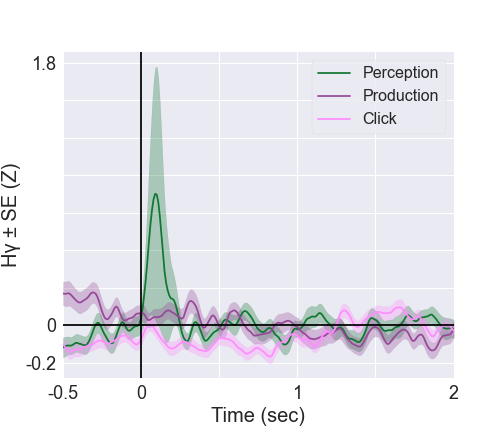 Hγ ± SE (Z)
1.8
0
-0.2
Perception
Production
Click
-0.5
0
1
2
Time (sec)